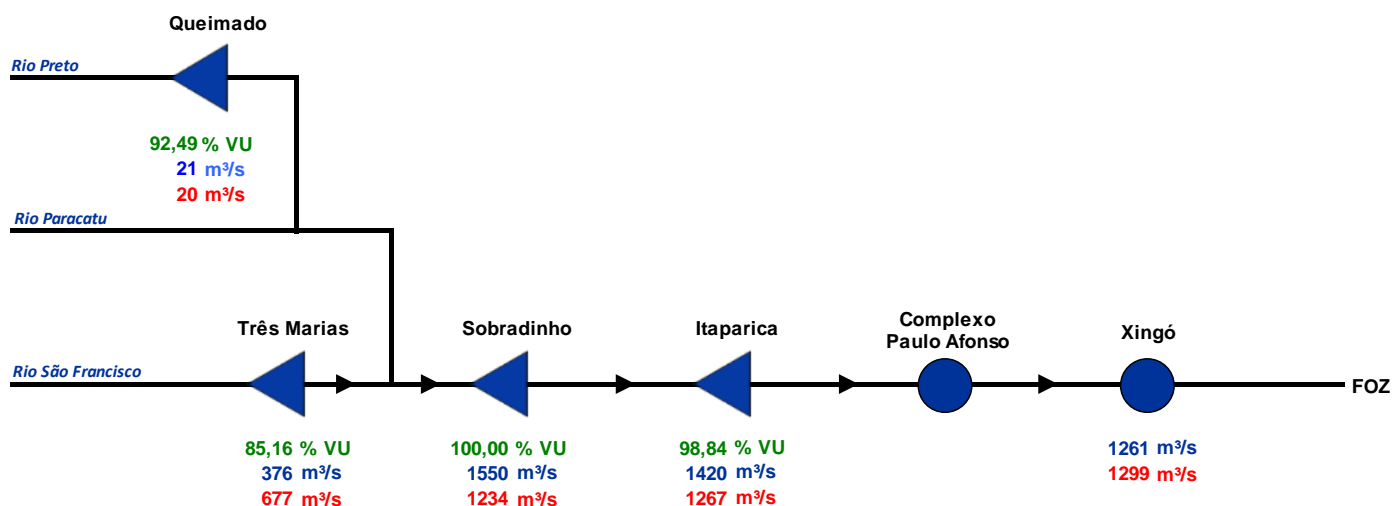 Queimado
Rio Preto
92,49 % VU
21 m³/s
20 m³/s
Rio Paracatu
Três Marias
Sobradinho
Itaparica
Complexo
Paulo Afonso
Xingó
Rio São Francisco
FOZ
85,16 % VU
376 m³/s
677 m³/s
100,00 % VU
1550 m³/s
1234 m³/s
98,84 % VU
1420 m³/s
1267 m³/s
1261 m³/s
1299 m³/s